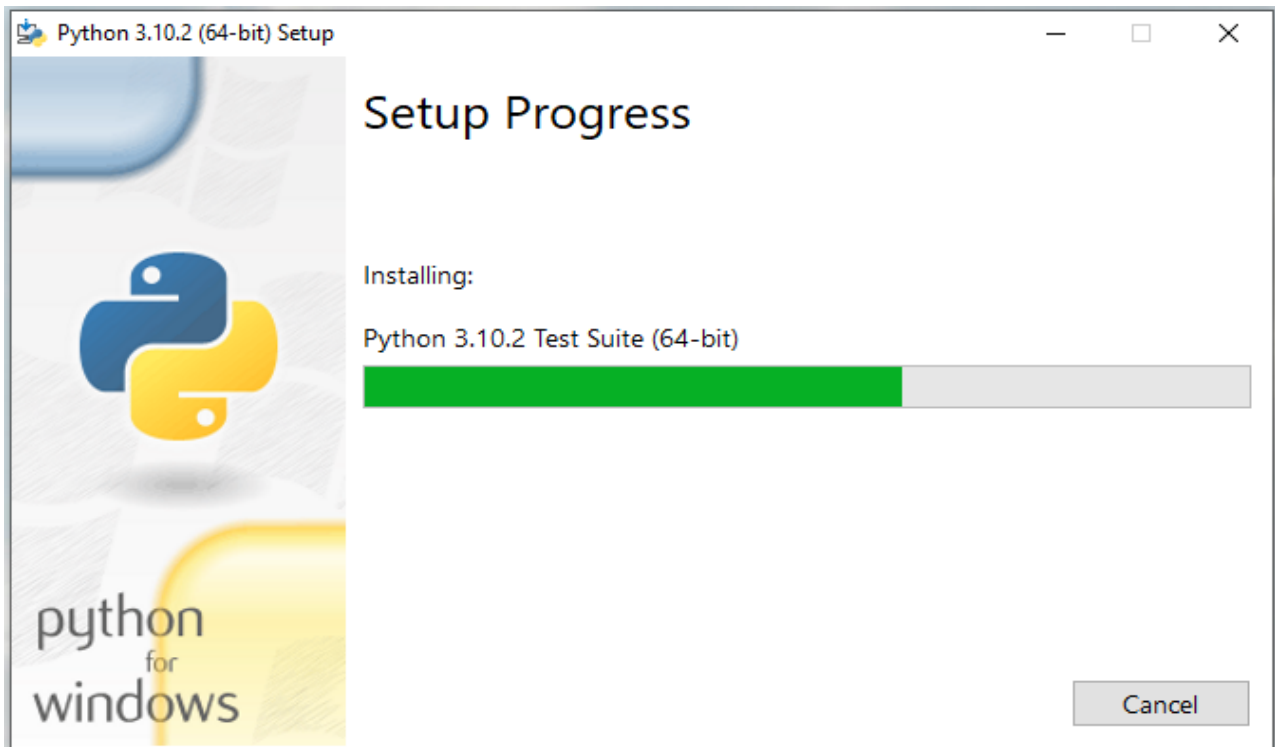 Python 3.10.2 (64-bit) Setup
Setup Progress
Installing:
Python 3.10.2 Test Suite (64-bit)
python
for
windows
Cancel